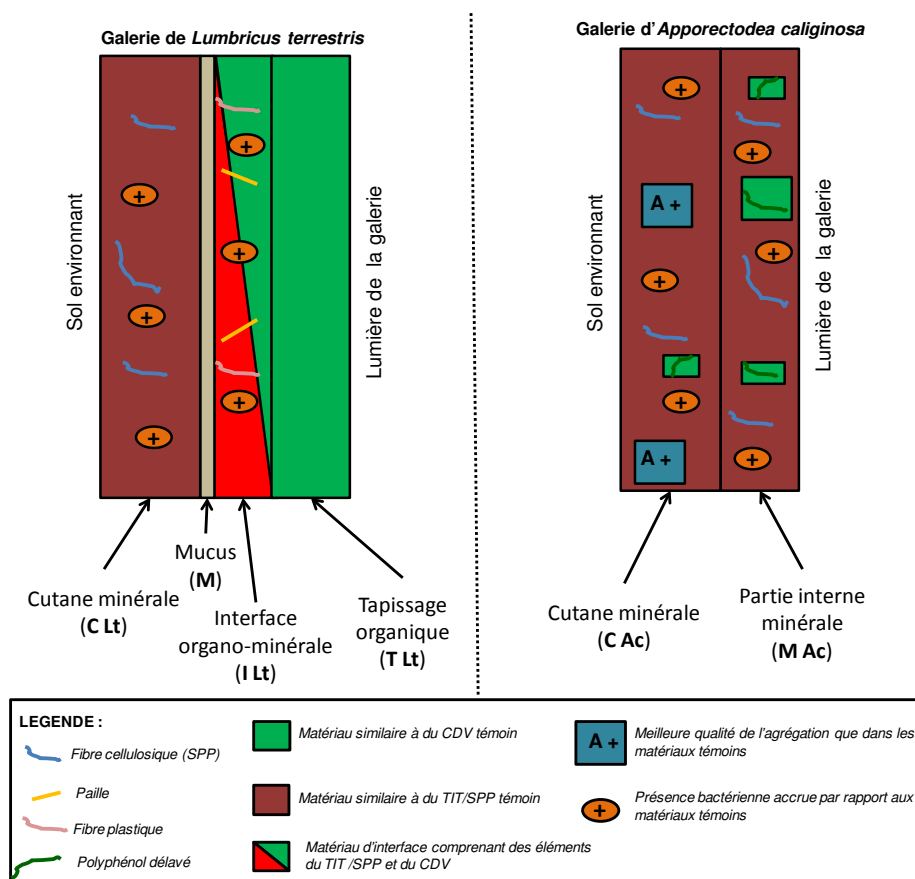 Galerie de Lumbricus terrestris
Sol environnant
+
+
+
+
+
+
+
Lumière de la galerie
Cutane minérale
(C Lt)
Mucus
(M)
Interface
organo-minérale
(I Lt)
Tapissage
organique
(T Lt)
Galerie d'Apporectodea caliginosa
Sol environnant
+
A +
+
+
A +
+
+
+
Lumière de la galerie
Cutane minérale
(C Ac)
Partie interne
minérale
(M Ac)
LEGENDE :
Fibre cellulosique (SPP)
Paille
Fibre plastique
Polyphénol délavé
Matériau similaire à du CDV témoin
Matériau similaire à du TIT/SPP témoin
Matériau d'interface comprenant des éléments
du TIT /SPP et du CDV
A +
Meilleure qualité de l'agrégation que dans les
matériaux témoins
+
Présence bactérienne accrue par rapport aux
matériaux témoins